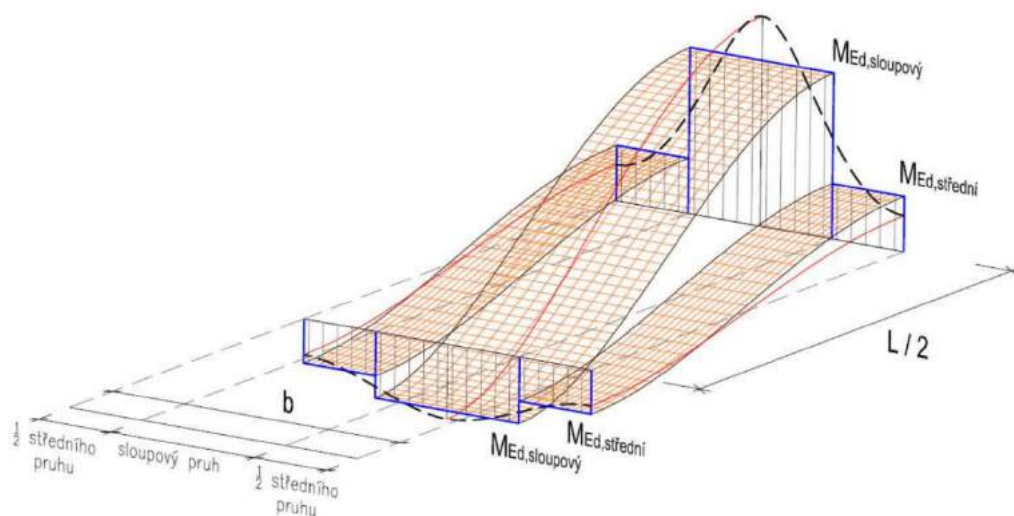 MEd,sloupový
MEd,střední
L / 2
b
MEd,střední
MEd,sloupový
1/2 středního
pruhu
sloupový pruh
1/2 středního
pruhu